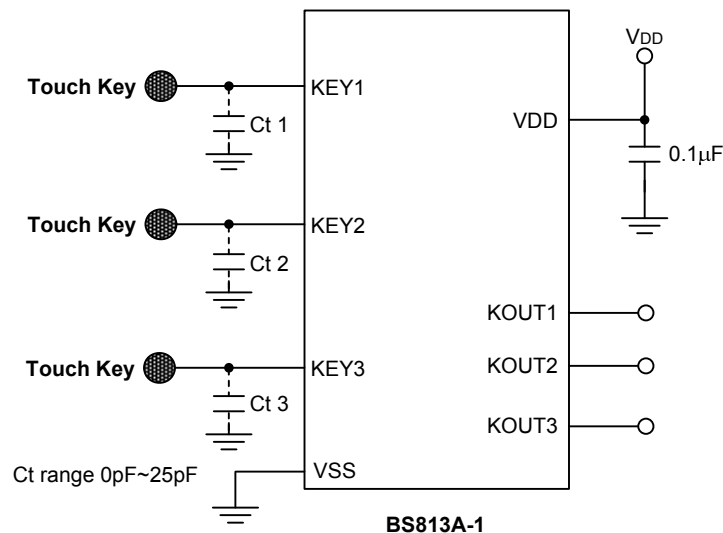 Touch Key
KEY1
Ct 1
VDD
VDD
0.1μF
Touch Key
KEY2
Ct 2
KOUT1
KOUT2
Touch Key
KEY3
Ct 3
KOUT3
Ct range 0pF~25pF
VSS
BS813A-1